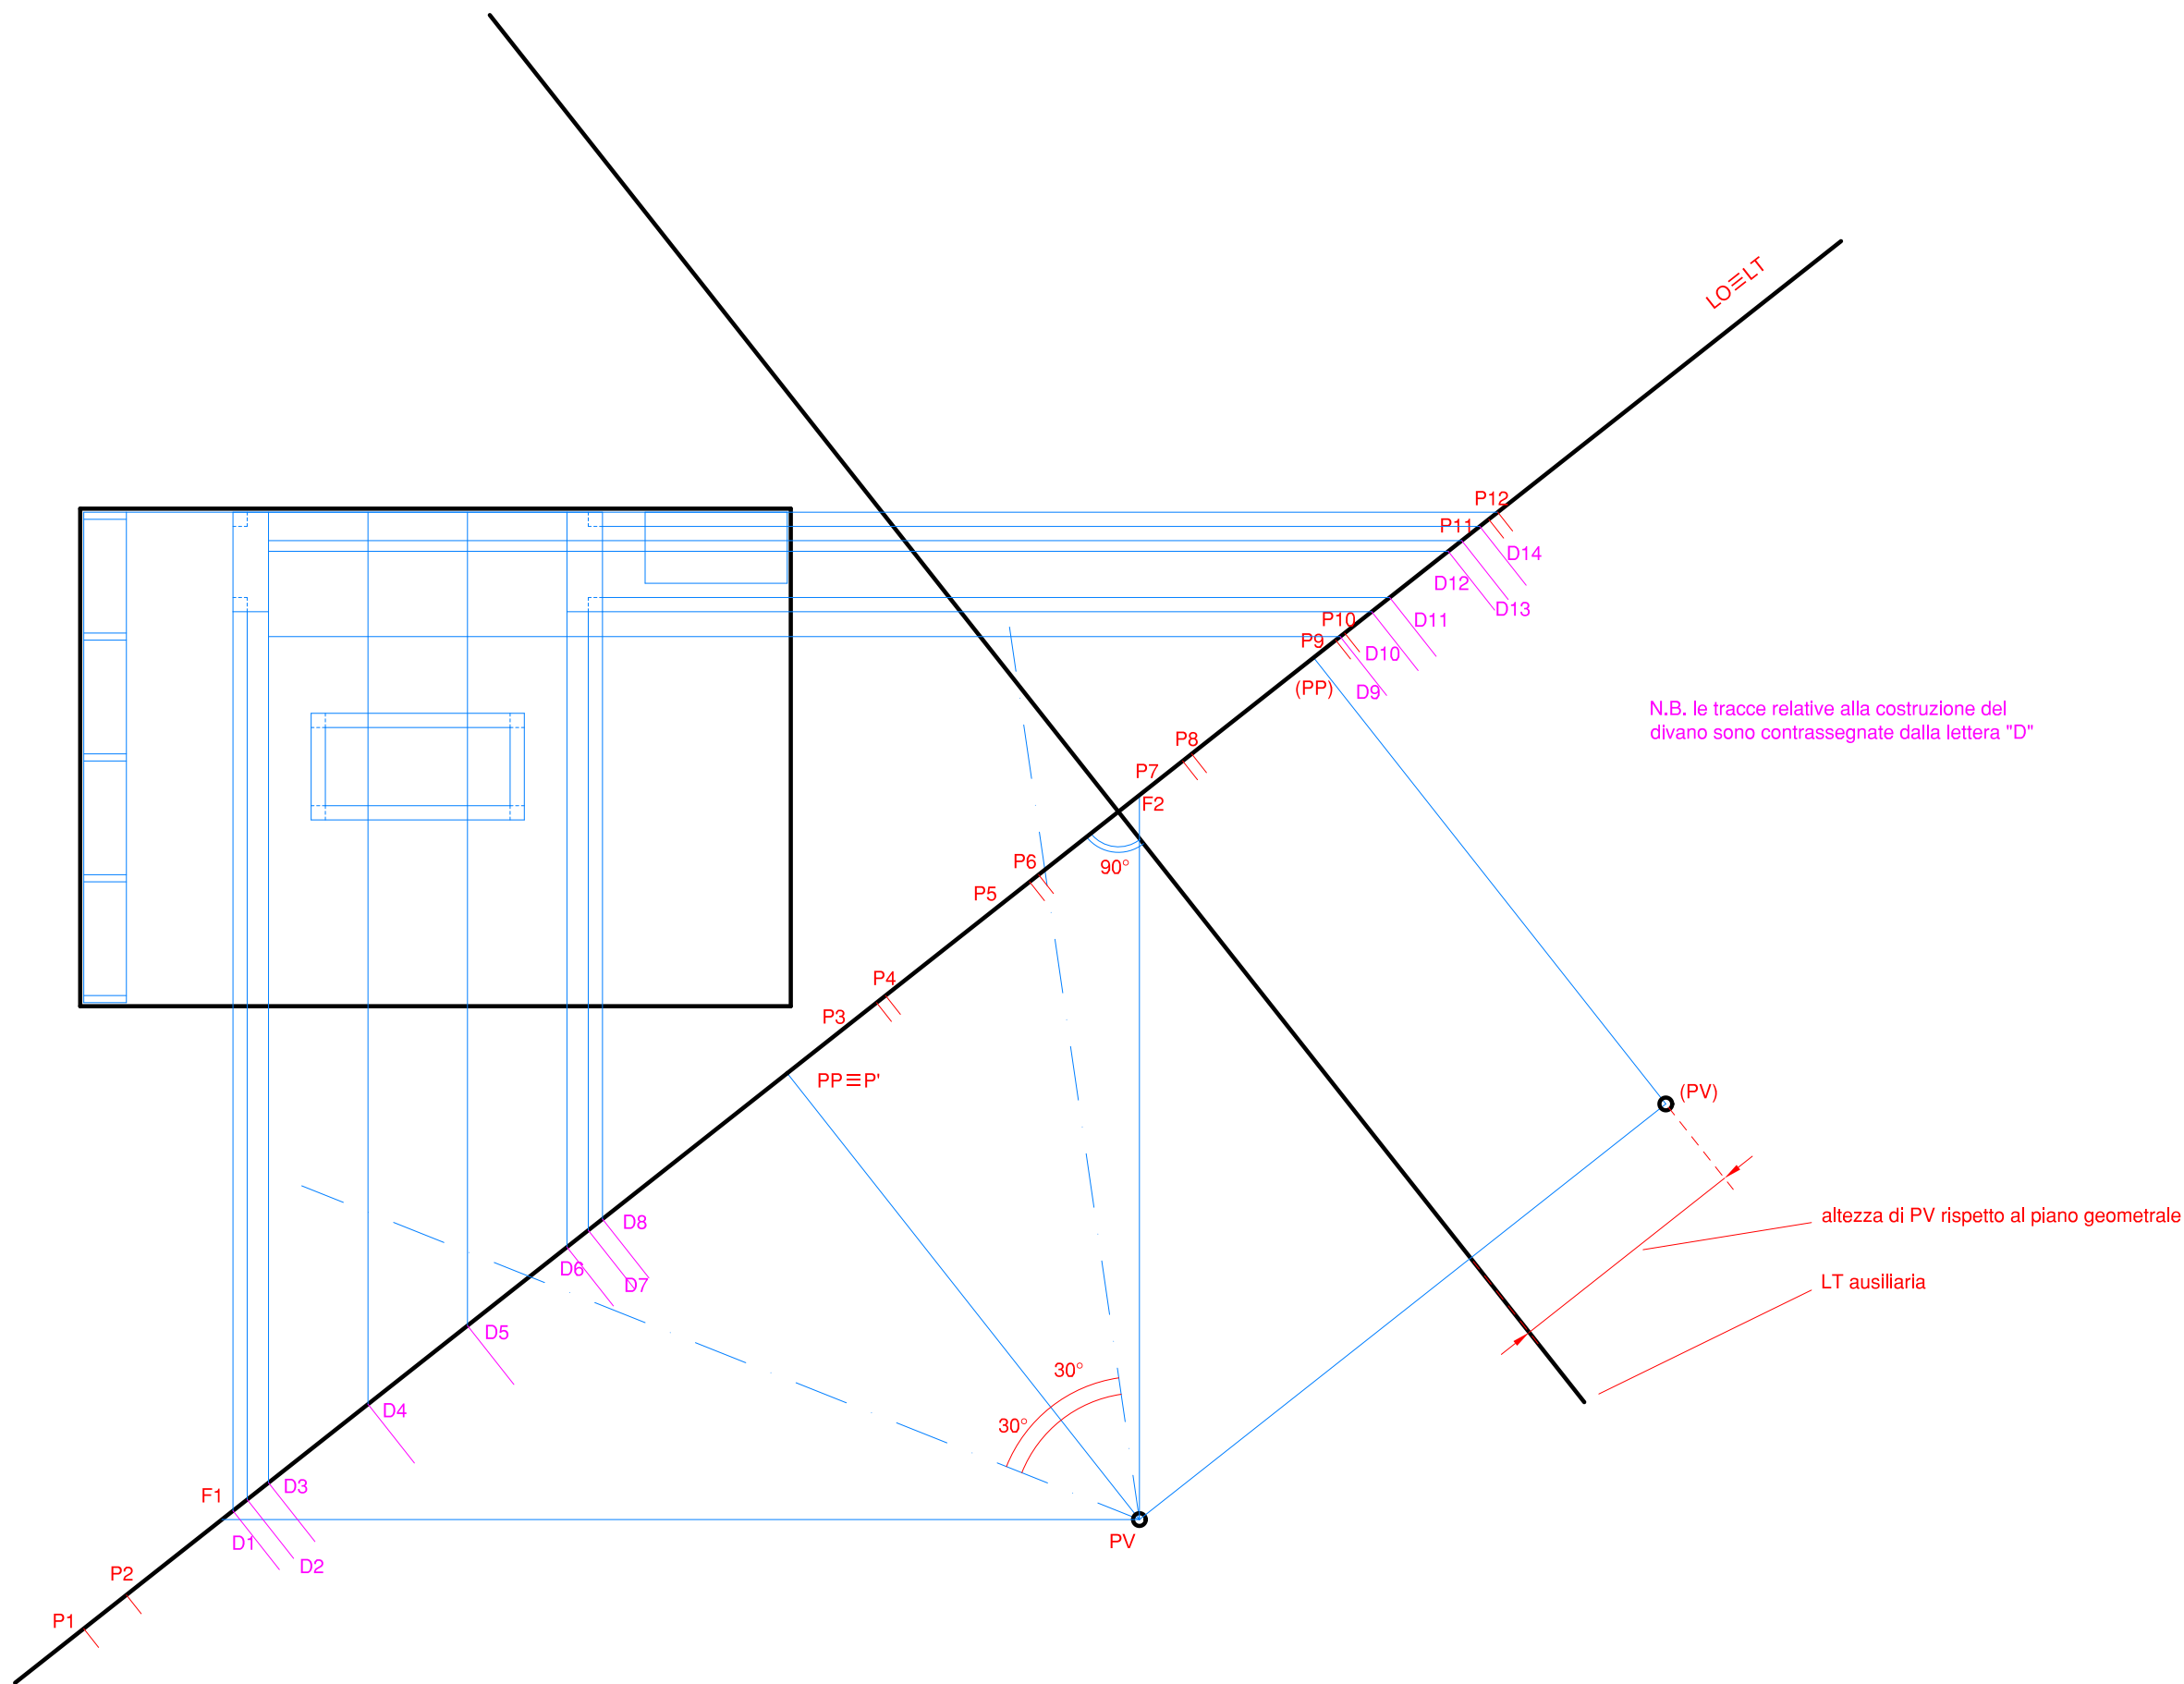 LO≡LT
P12
P11
D14
D12
D13
P10
D11
P9
D10
(PP)
D9
N.B. le tracce relative alla costruzione del
divano sono contrassegnate dalla lettera "D"
P8
P7
F2
P6
90°
P5
P4
P3
PP≡P'
(PV)
altezza di PV rispetto al piano geometrale
D8
D6
D7
LT ausiliaria
D5
30°
D4
30°
D3
F1
D1
PV
D2
P2
P1